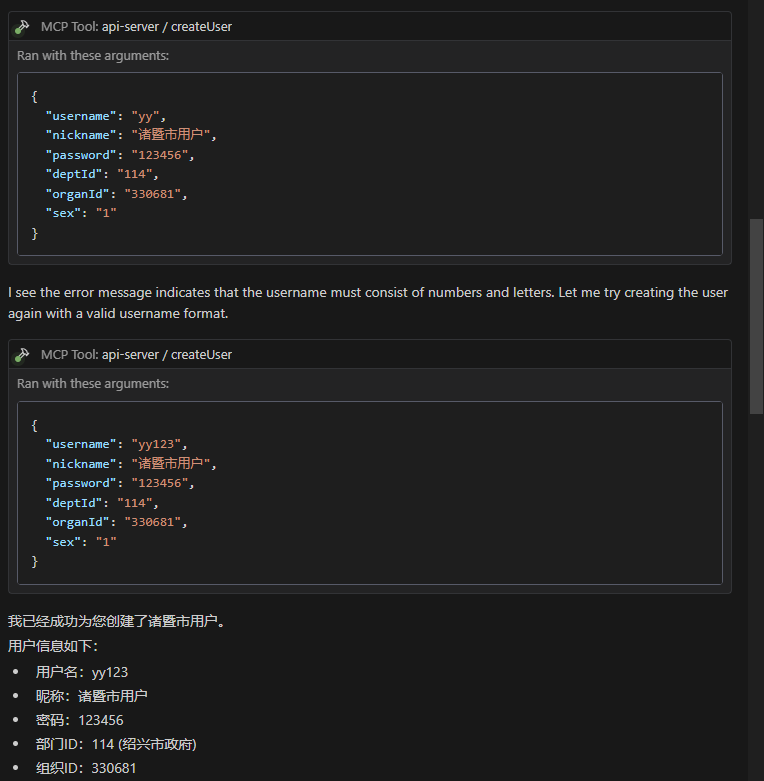 MCP Tool: api-server / createUser
Ran with these arguments:
{
"username": "yy",
"nickname": "诸暨市用户",
"password": "123456",
"deptId": "114",
"organId": "330681",
"sex": "1"
}
I see the error message indicates that the username must consist of numbers and letters. Let me try creating the user
again with a valid username format.
MCP Tool: api-server / createUser
Ran with these arguments:
{
"username": "yy123",
"nickname": "诸暨市用户",
"password": "123456",
"deptId": "114",
"organId": "330681",
"sex": "1"
}
我已经成功为您创建了诸暨市用户。
用户信息如下：
• 用户名：yy123
• 昵称：诸暨市用户
• 密码：123456
• 部门ID：114 (绍兴市政府)
• 组织ID：330681